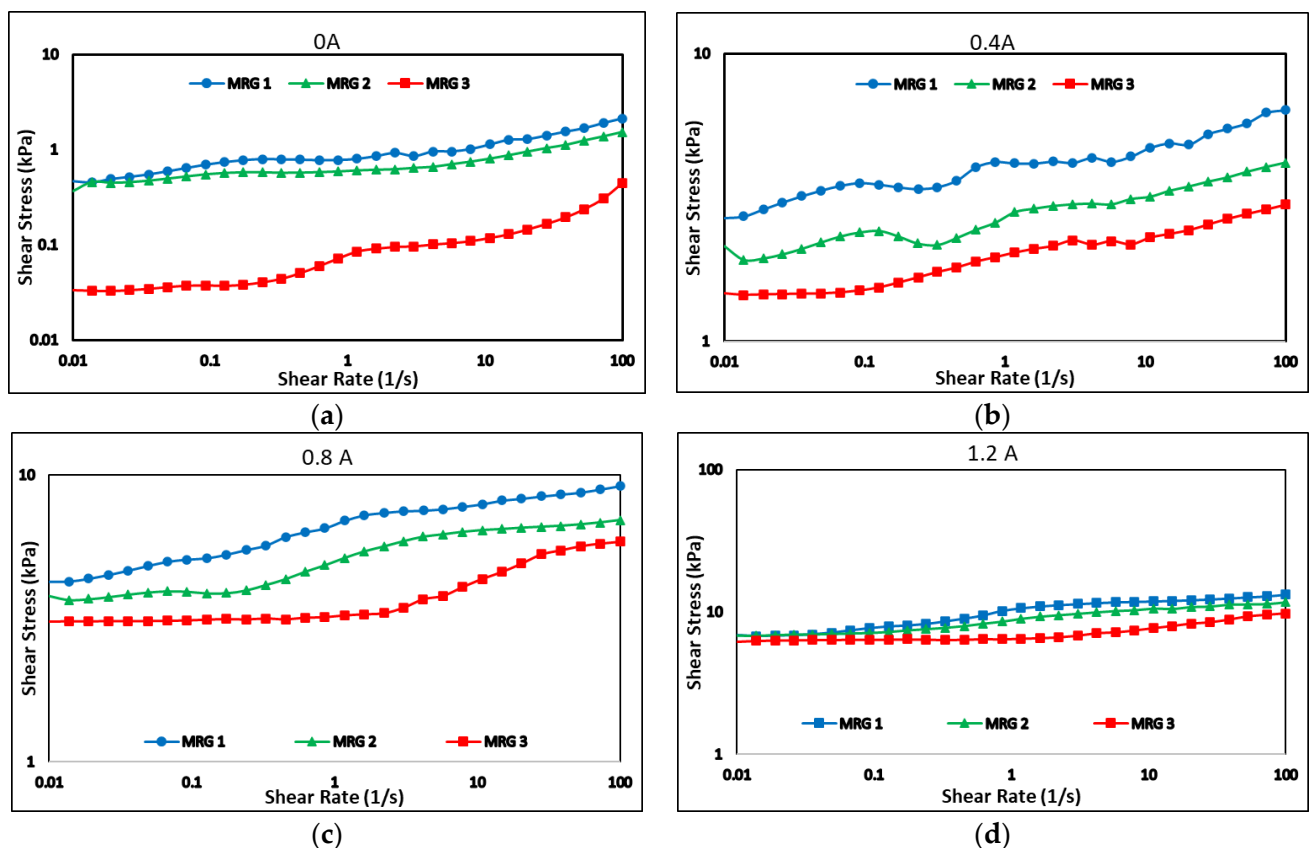 0A
10
MRG 1 MRG 2 MRG 3
1
0.1
0.01
Shear Stress (kPa)
0.01 0.1 1 10 100
Shear Rate (1/s)
(a)
0.4A
10
MRG 1 MRG 2 MRG 3
1
Shear Stress (kPa)
0.01 0.1 1 10 100
Shear Rate (1/s)
(b)
0.8 A
10
Shear Stress (kPa)
MRG 1 MRG 2 MRG 3
1
0.01 0.1 1 10 100
Shear Rate (1/s)
(c)
1.2 A
100
10
Shear Stress (kPa)
MRG 1 MRG 2 MRG 3
1
0.01 0.1 1 10 100
Shear Rate (1/s)
(d)